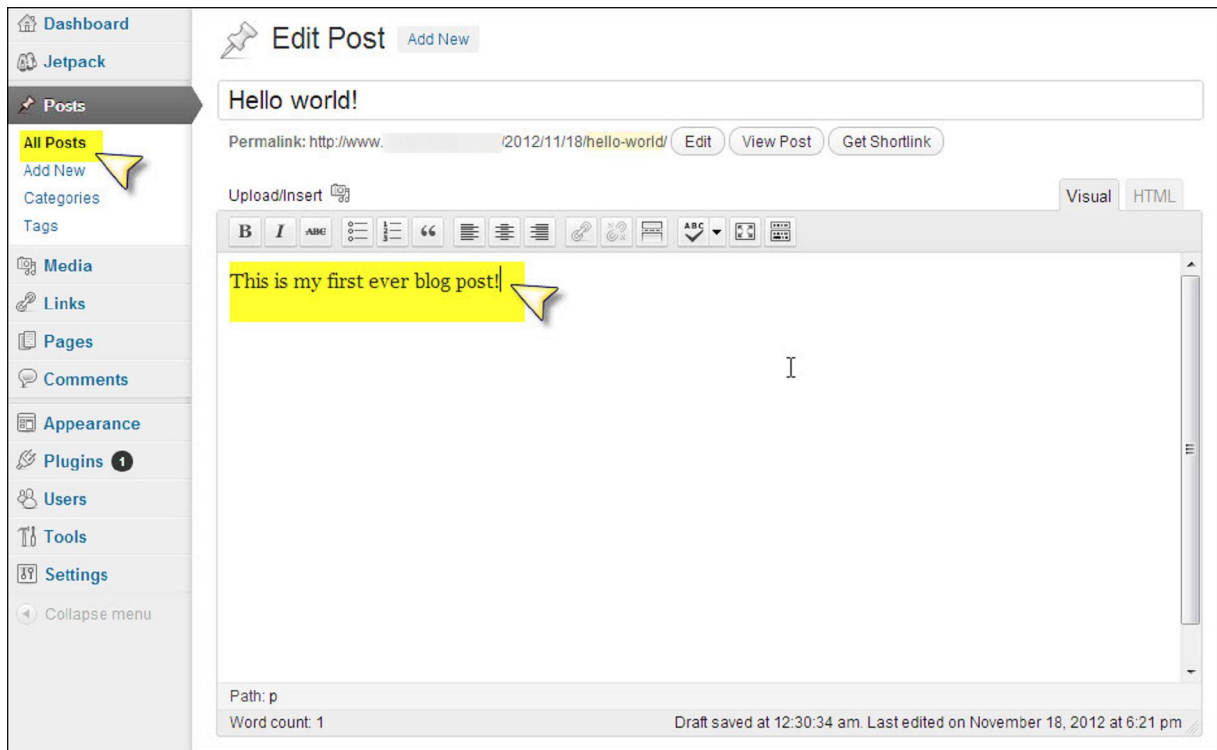 Dashboard
Jetpack
Posts
All Posts
Add New
Categories
Tags
Media
Links
Pages
Comments
Appearance
Plugins 1
Users
Tools
Settings
Collapse menu
Edit Post Add New
Hello world!
Permalink: http://www. /2012/11/18/hello-world/ Edit View Post Get Shortlink
Upload/Insert Visual HTML
B I ABC 1 2 3 “ ABC
This is my first ever blog post!
Path: p
Word count: 1 Draft saved at 12:30:34 am. Last edited on November 18, 2012 at 6:21 pm